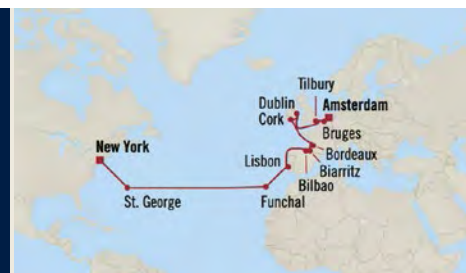 Tilbury
Dublin
Amsterdam
Cork
Bruges
New York
Bordeaux
Lisbon
Biarritz
Bilbao
St. George
Funchal